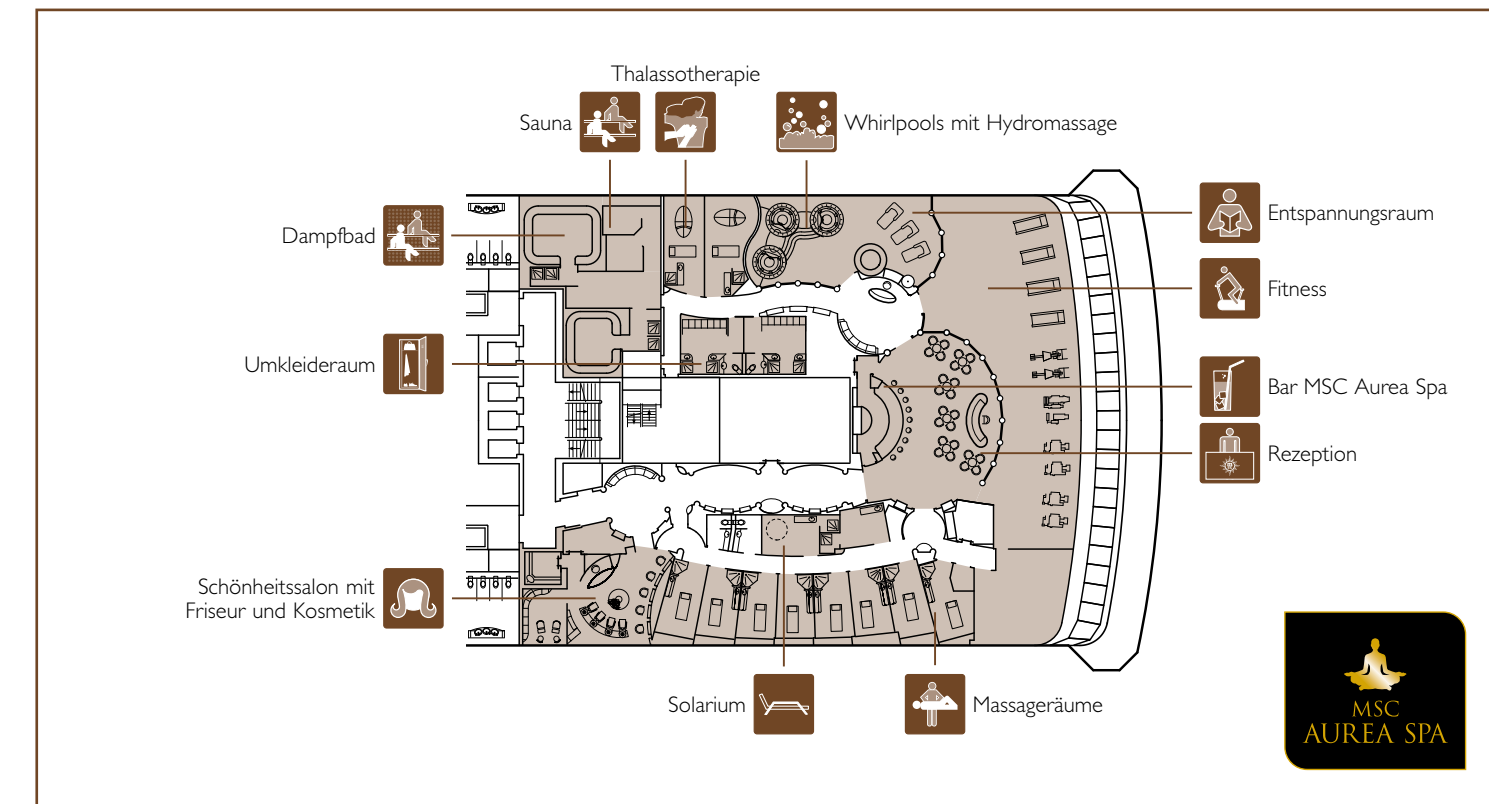 Thalassotherapie
Sauna
Whirlpools mit Hydromassage
Dampfbad
Entspannungsraum
Fitness
Umkleideraum
Bar MSC Aurea Spa
Rezeption
Schönheitssalon mit
Friseur und Kosmetik
Solarium
Massageräume
MSC
AUREA SPA